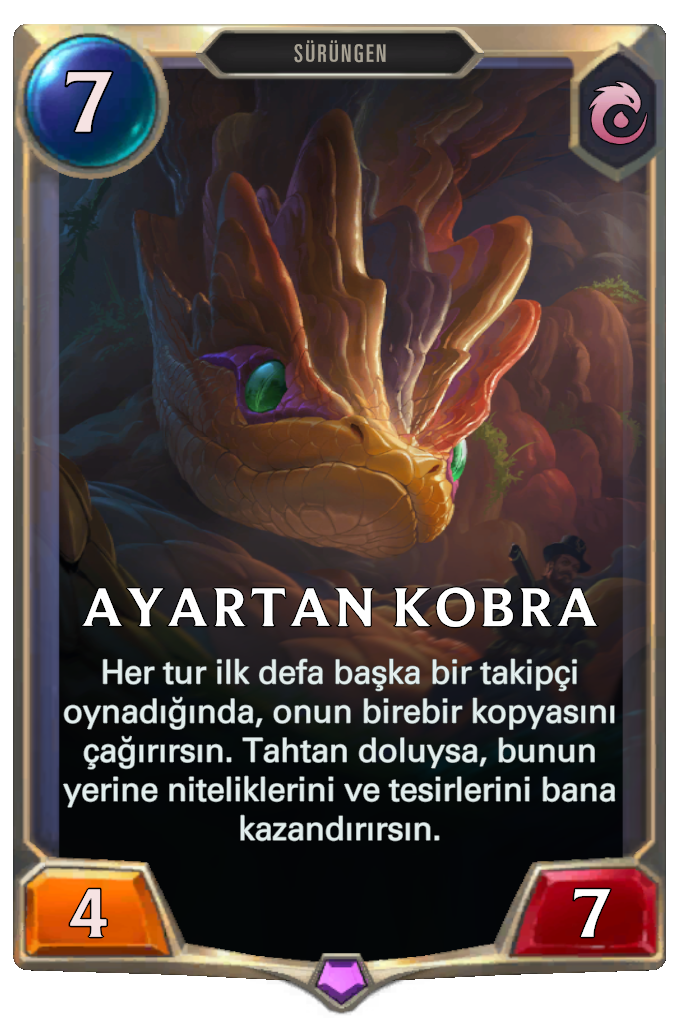 SÜRÜNGEN
7
AYARTAN KOBRA
Her tur ilk defa başka bir takipçi
oynadığında, onun birebir kopyasını
çağırırsın. Tahtan doluysa, bunun
yerine niteliklerini ve tesirlerini bana
kazandırırsın.
4
7